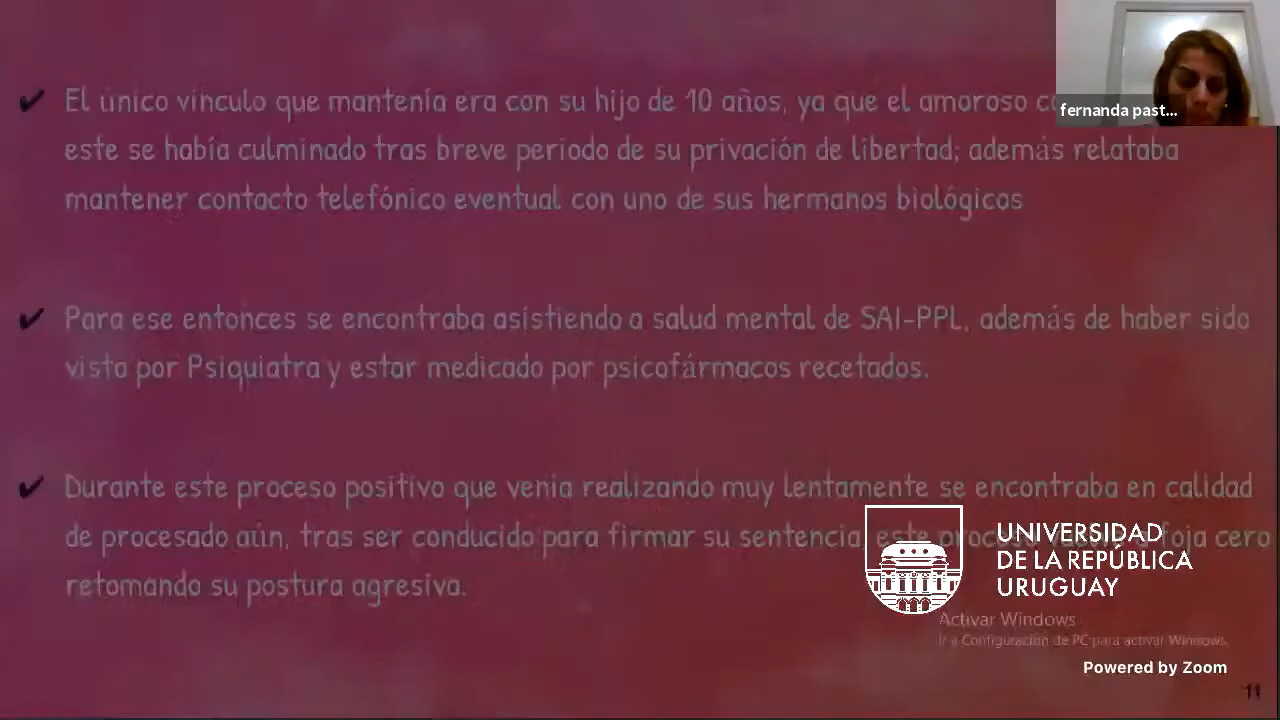 ✔ El único vínculo que mantenía era con su hijo de 10 años, ya que el amoroso
este se había culminado tras breve periodo de su privación de libertad; además relataba
mantener contacto telefónico eventual con uno de sus hermanos biológicos
fernanda past...
✔ Para ese entonces se encontraba asistiendo a salud mental de SAI-PPL, además de haber sido
visto por Psiquiatra y estar medicado por psicofármacos recetados.
✔ Durante este proceso positivo que venia realizando muy lentamente se encontraba en calidad
de procesado aún, tras ser conducido para firmar su sentencia este foja cero
retomando su postura agresiva.
UNIVERSIDAD
DE LA REPÚBLICA
URUGUAY
Activar Windows
Ir a Configuración de PC para activar Windows.
Powered by Zoom
11